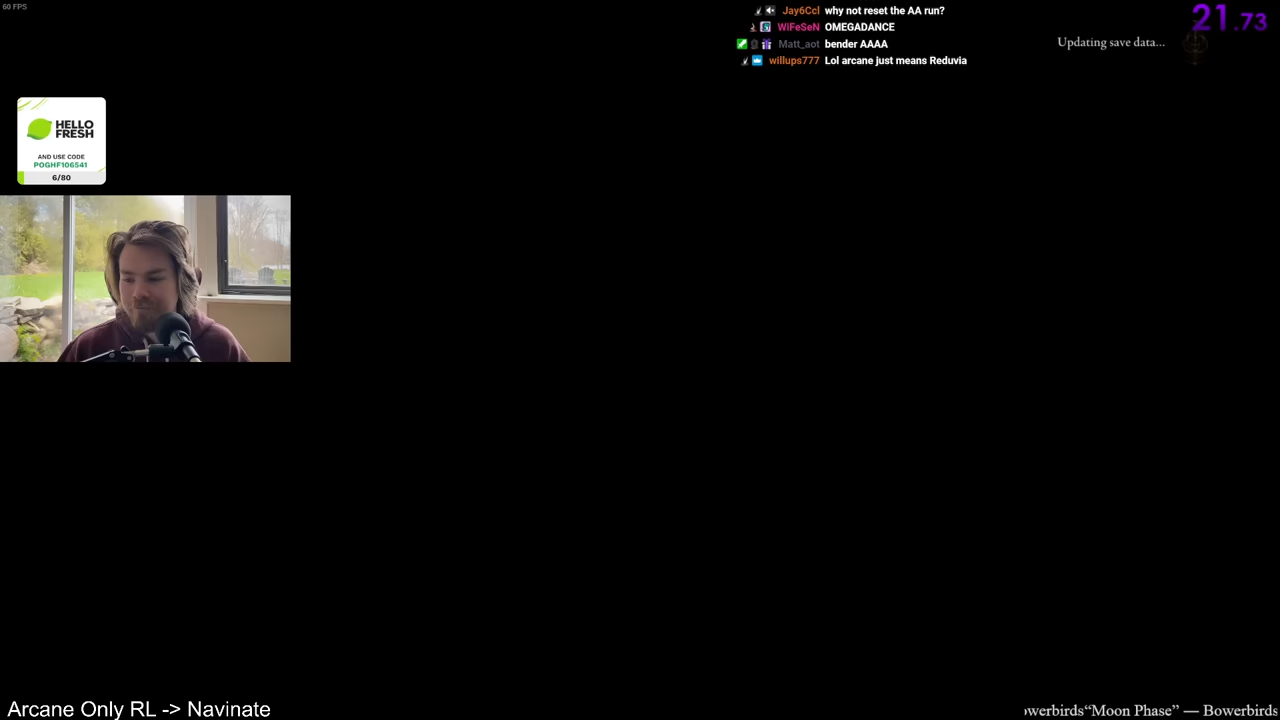 60 FPS
Jay6Ccl why not reset the AA run?
WiFeSeN OMEGADANCE
Matt_aot bender AAAA
willups777 Lol arcane just means Reduvia
21.73
Updating save data...
HELLO
FRESH
AND USE CODE
POGHF106541
6/80
Arcane Only RL -> Navinate
owerbirds“Moon Phase” — Bowerbirds